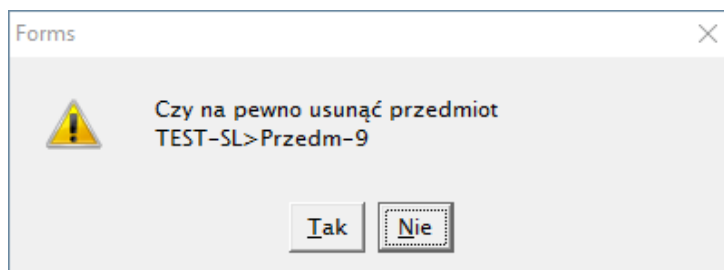 Forms
Czy na pewno usunąć przedmiot
TEST-SL>Przedm-9
Tak
Nie